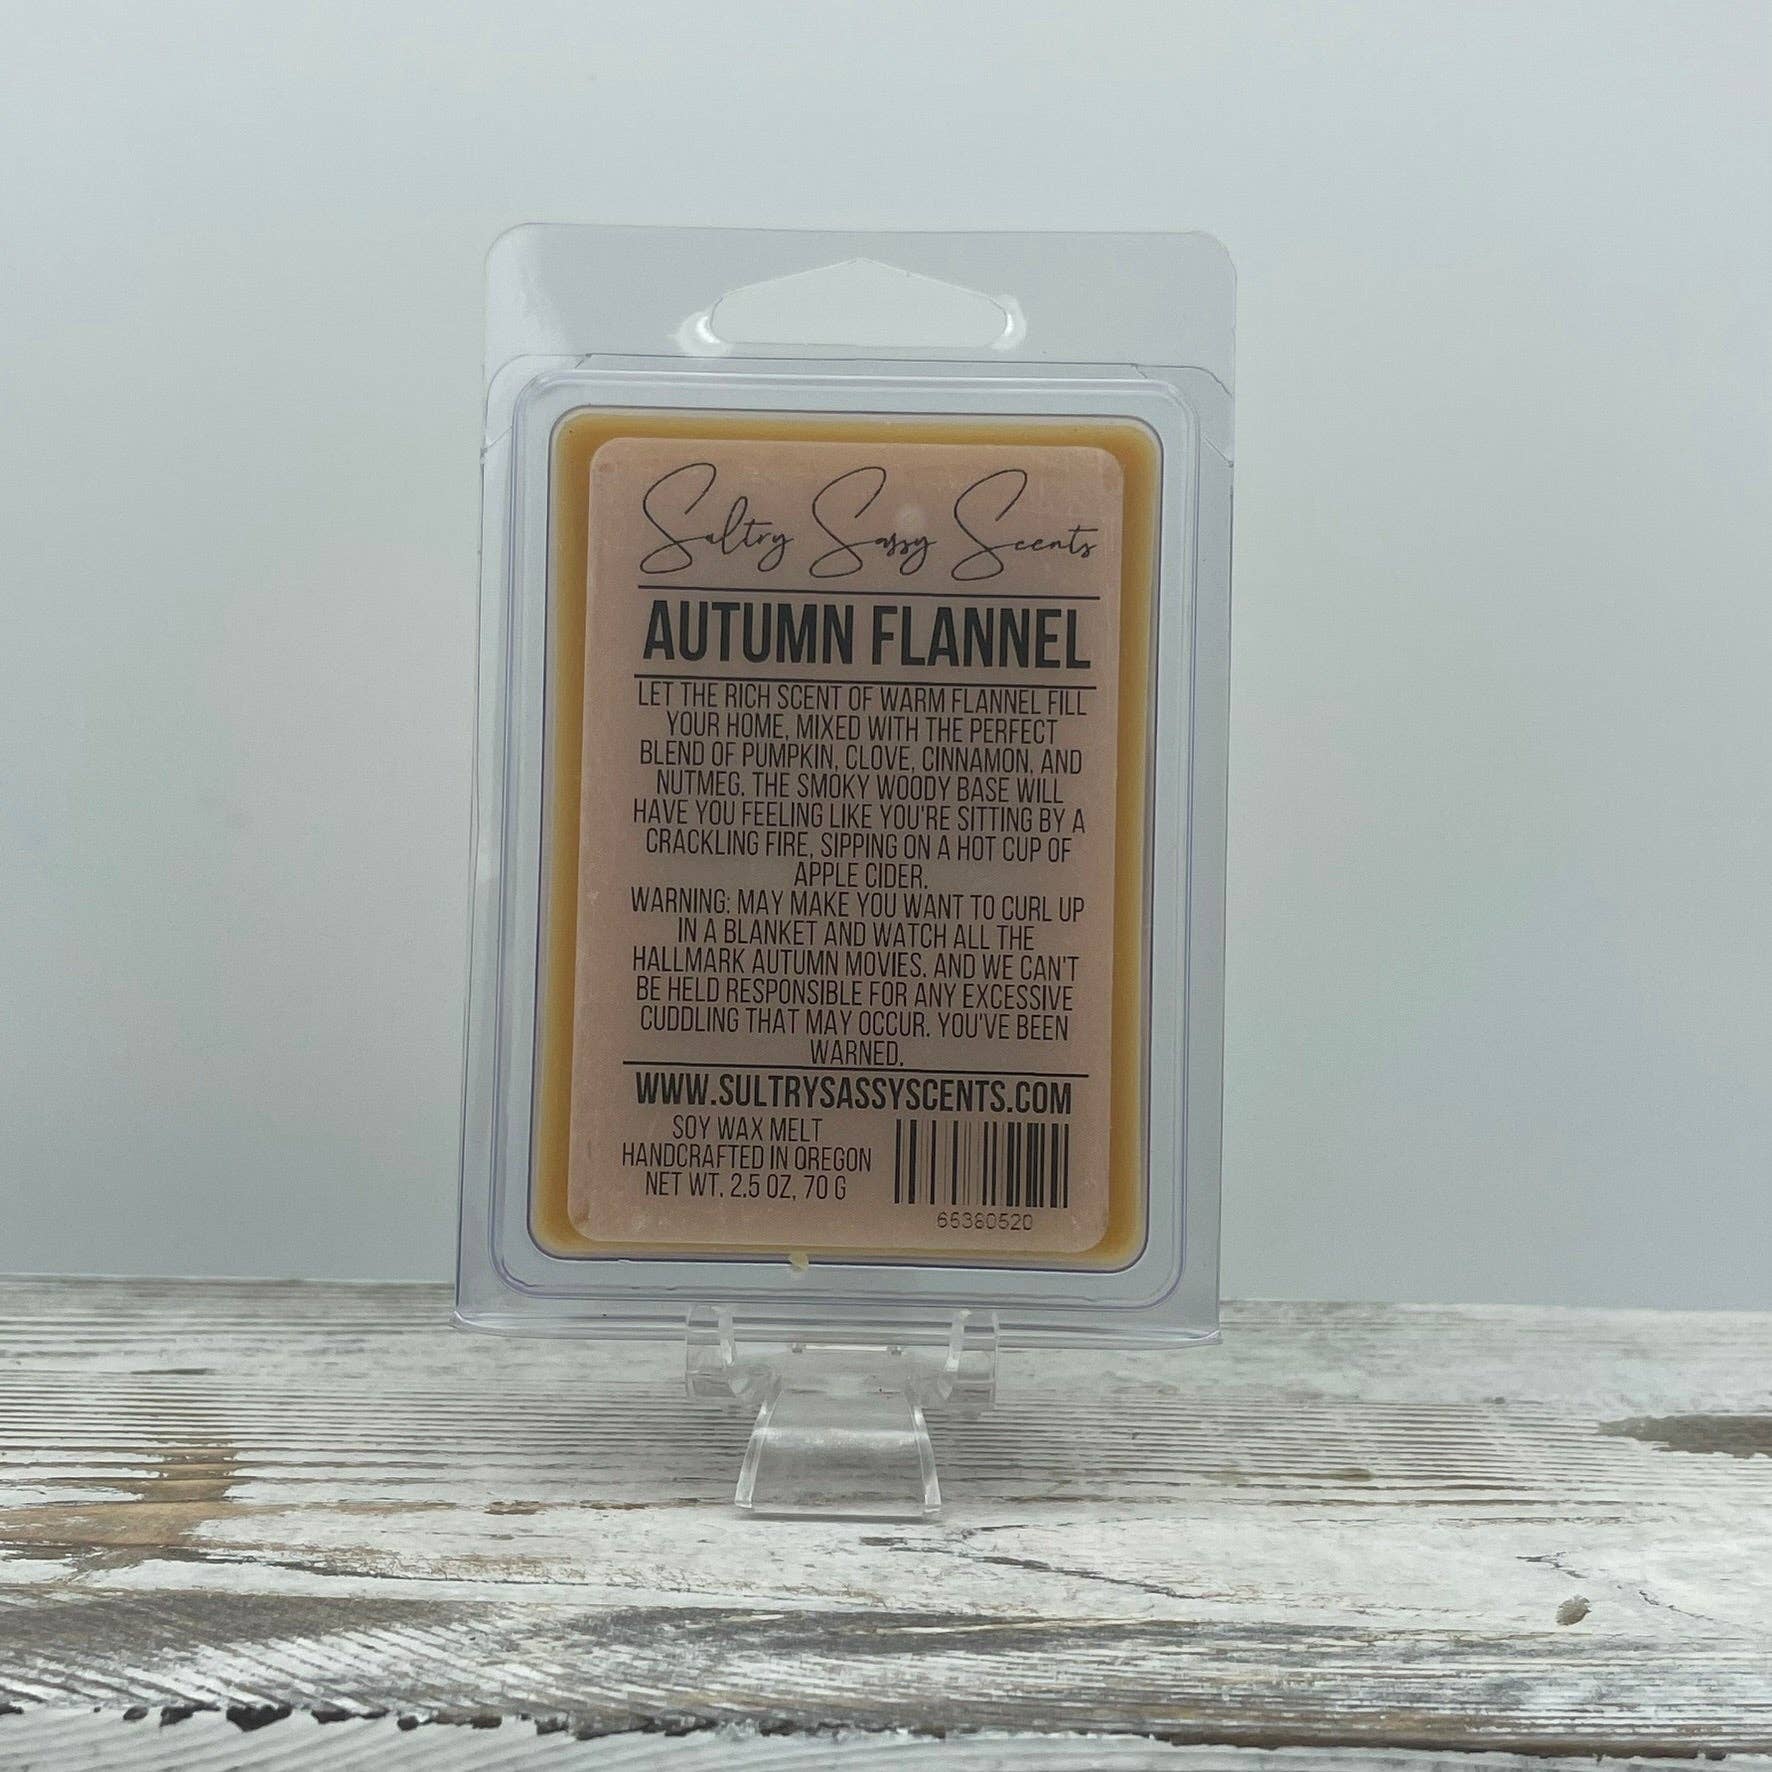 Sultry Sassy Scents
AUTUMN FLANNEL
LET THE RICH SCENT OF WARM FLANNEL FILL
YOUR HOME, MIXED WITH THE PERFECT
BLEND OF PUMPKIN, CLOVE, CINNAMON, AND
NUTMEG. THE SMOKY WOODY BASE WILL
HAVE YOU FEELING LIKE YOU'RE SITTING BY A
CRACKLING FIRE, SIPPING ON A HOT CUP OF
APPLE CIDER.
WARNING: MAY MAKE YOU WANT TO CURL UP
IN A BLANKET AND WATCH ALL THE
HALLMARK AUTUMN MOVIES. AND WE CAN'T
BE HELD RESPONSIBLE FOR ANY EXCESSIVE
CUDDLING THAT MAY OCCUR. YOU'VE BEEN
WARNED.
WWW.SULTRYSASSYSCENTS.COM
SOY WAX MELT
HANDCRAFTED IN OREGON
NET WT. 2.5 OZ, 70 G
65380520